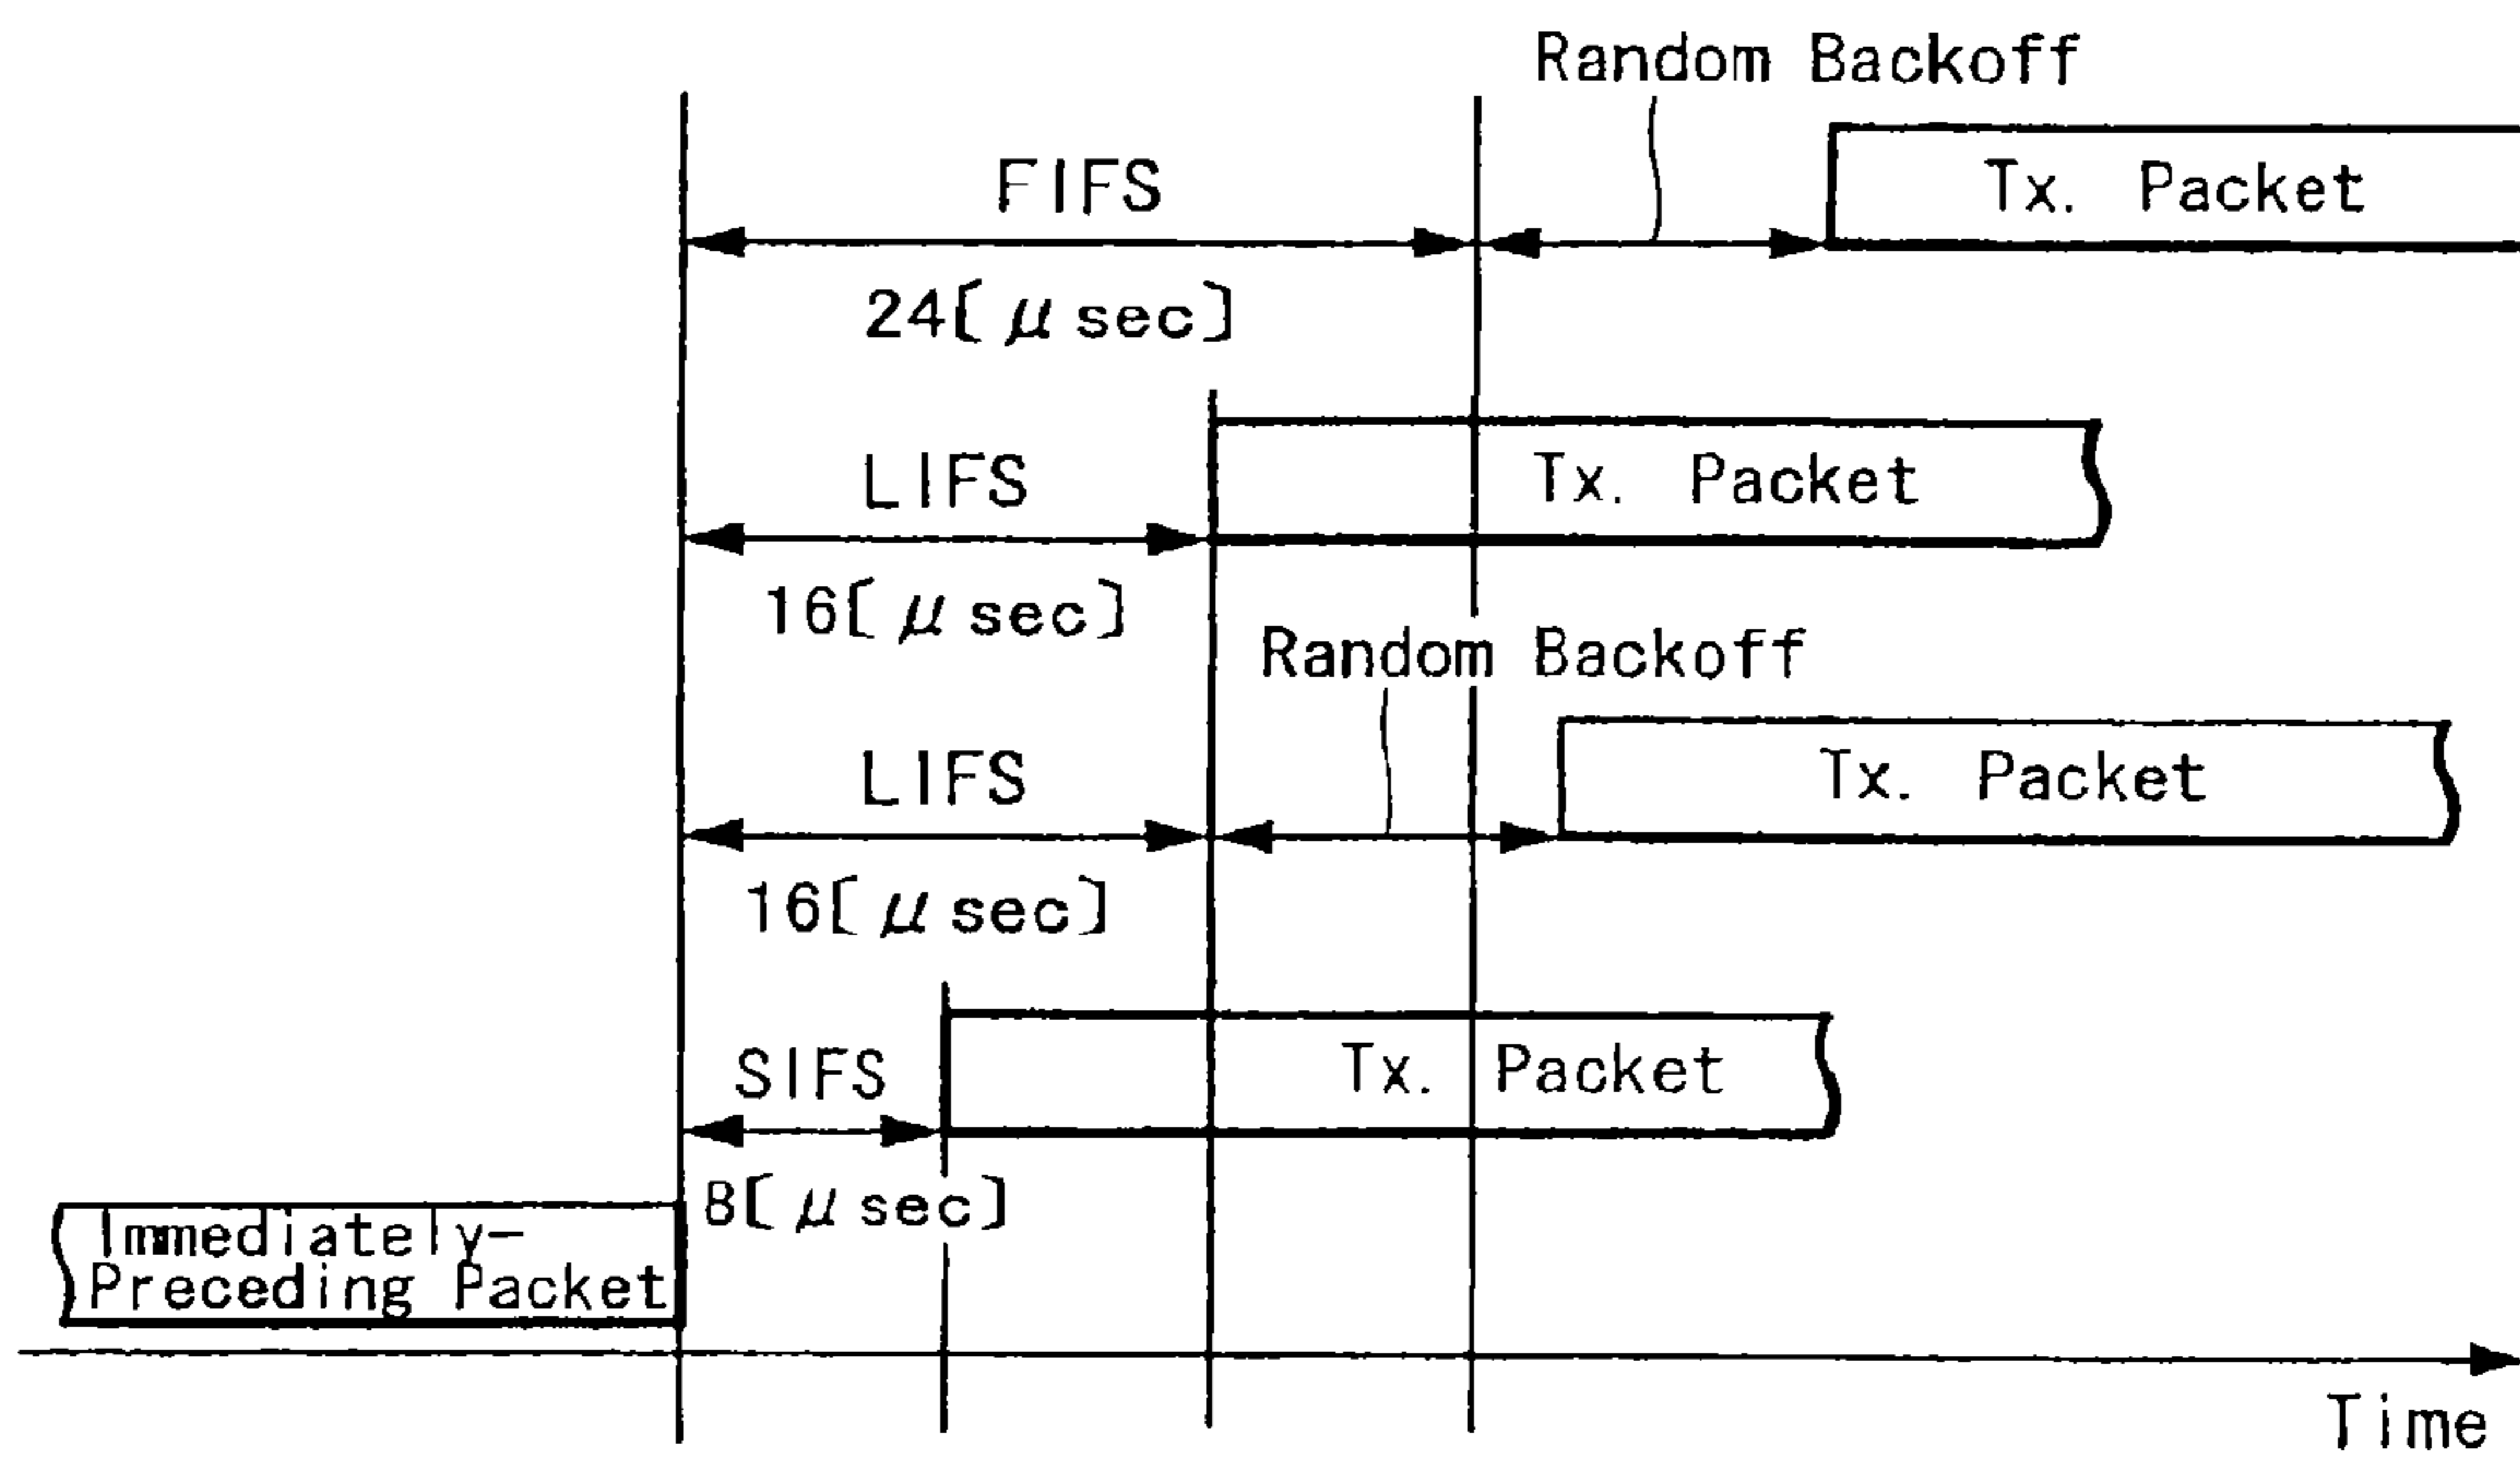 Random Backoff
FIFS
Tx. Packet
24[μsec]
LIFS
Tx. Packet
16[μsec]
Random Backoff
LIFS
Tx. Packet
16[μsec]
SIFS
Tx. Packet
8[μsec]
Immediately-
Preceding Packet
Time